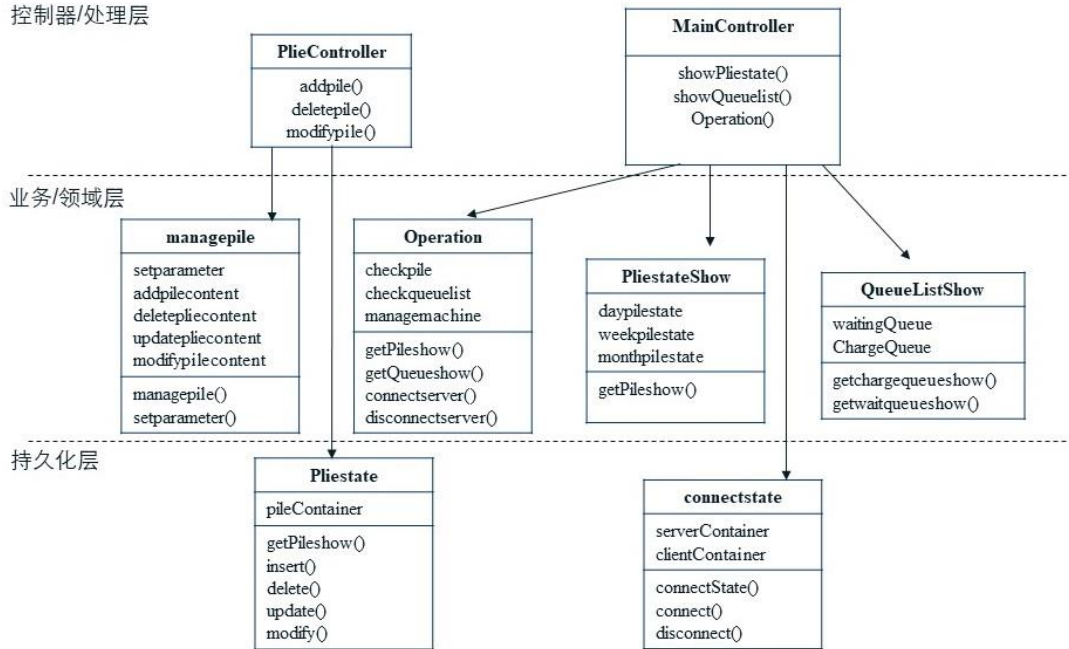 控制器/处理层
PlieController
addpile()
deletepile()
modifypile()
MainController
showPliestate()
showQueuelist()
Operation()
业务/领域层
managepile
setparameter
addpilecontent
deletepliecontent
updatepliecontent
modifypilecontent
managepile()
setparameter()
Operation
checkpile
checkqueuelist
managemachine
getPileshow()
getQueueshow()
connectserver()
disconnectserver()
PliestateShow
daypilestate
weekpilestate
monthpilestate
getPileshow()
QueueListShow
waitingQueue
ChargeQueue
getchargequeueshow()
getwaitqueueshow()
持久化层
Pliestate
pileContainer
getPileshow()
insert()
delete()
update()
modify()
connectstate
serverContainer
clientContainer
connectState()
connect()
disconnect()